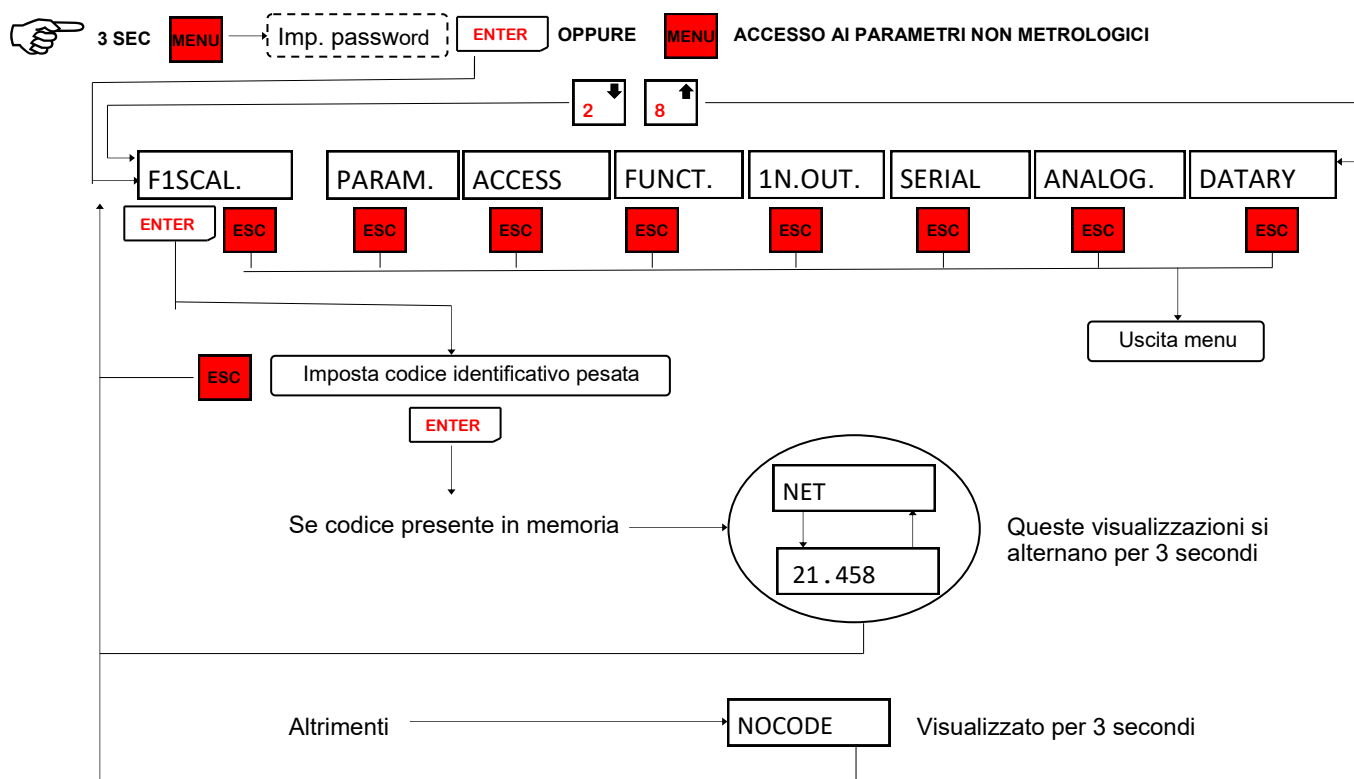 3 SEC MENU Imp. password ENTER OPPURE MENU ACCESSO AI PARAMETRI NON METROLOGICI
2 8
F1SCAL. PARAM. ACCESS FUNCT. 1N.OUT. SERIAL ANALOG. DATARY
ENTER ESC ESC ESC ESC ESC ESC ESC ESC
Uscita menu
ESC Imposta codice identificativo pesata
ENTER
NET
Se codice presente in memoria
Queste visualizzazioni si
alternano per 3 secondi
21.458
Altrimenti NOCODE Visualizzato per 3 secondi